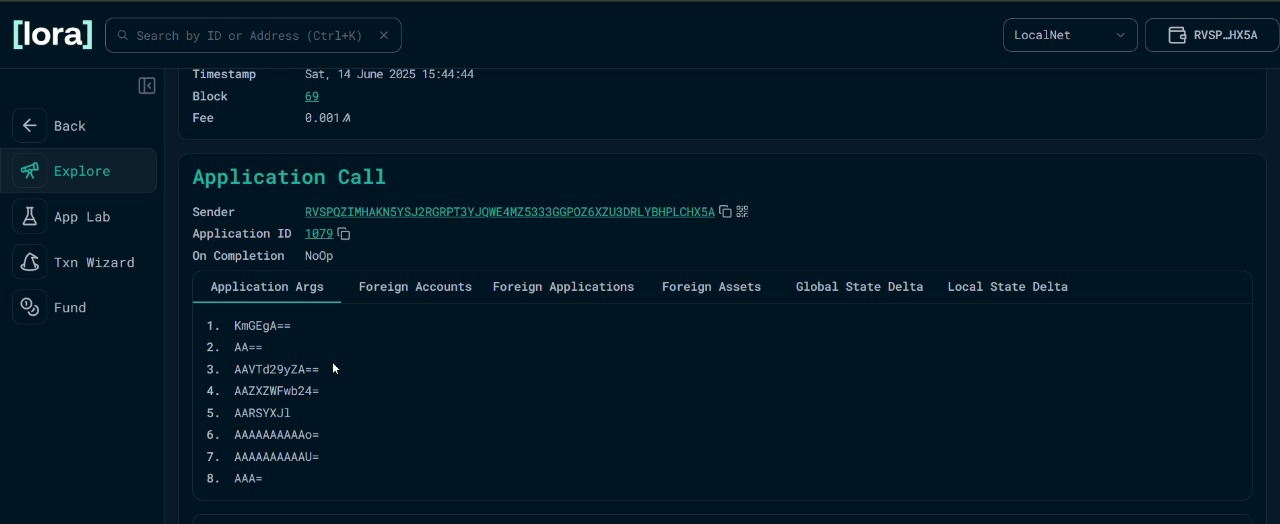 [lora]
Search by ID or Address (Ctrl+K)
LocalNet
RVSP…HX5A
Timestamp Sat, 14 June 2025 15:44:44
Block 69
Fee 0.001
Back
Explore
App Lab
Txn Wizard
Fund
Application Call
Sender RVSPQZIMHAKN5YSJ2RGRPT3YJQWE4MZ5333GGPOZ6XZU3DRLYBHPLCHX5A
Application ID 1079
On Completion NoOp
Application Args Foreign Accounts Foreign Applications Foreign Assets Global State Delta Local State Delta
1. KmGEgA==
2. AA==
3. AAVTd29yZA==
4. AAZXZWFwb24=
5. AARSYXJl
6. AAAAAAAAAAo=
7. AAAAAAAAAAU=
8. AAA=